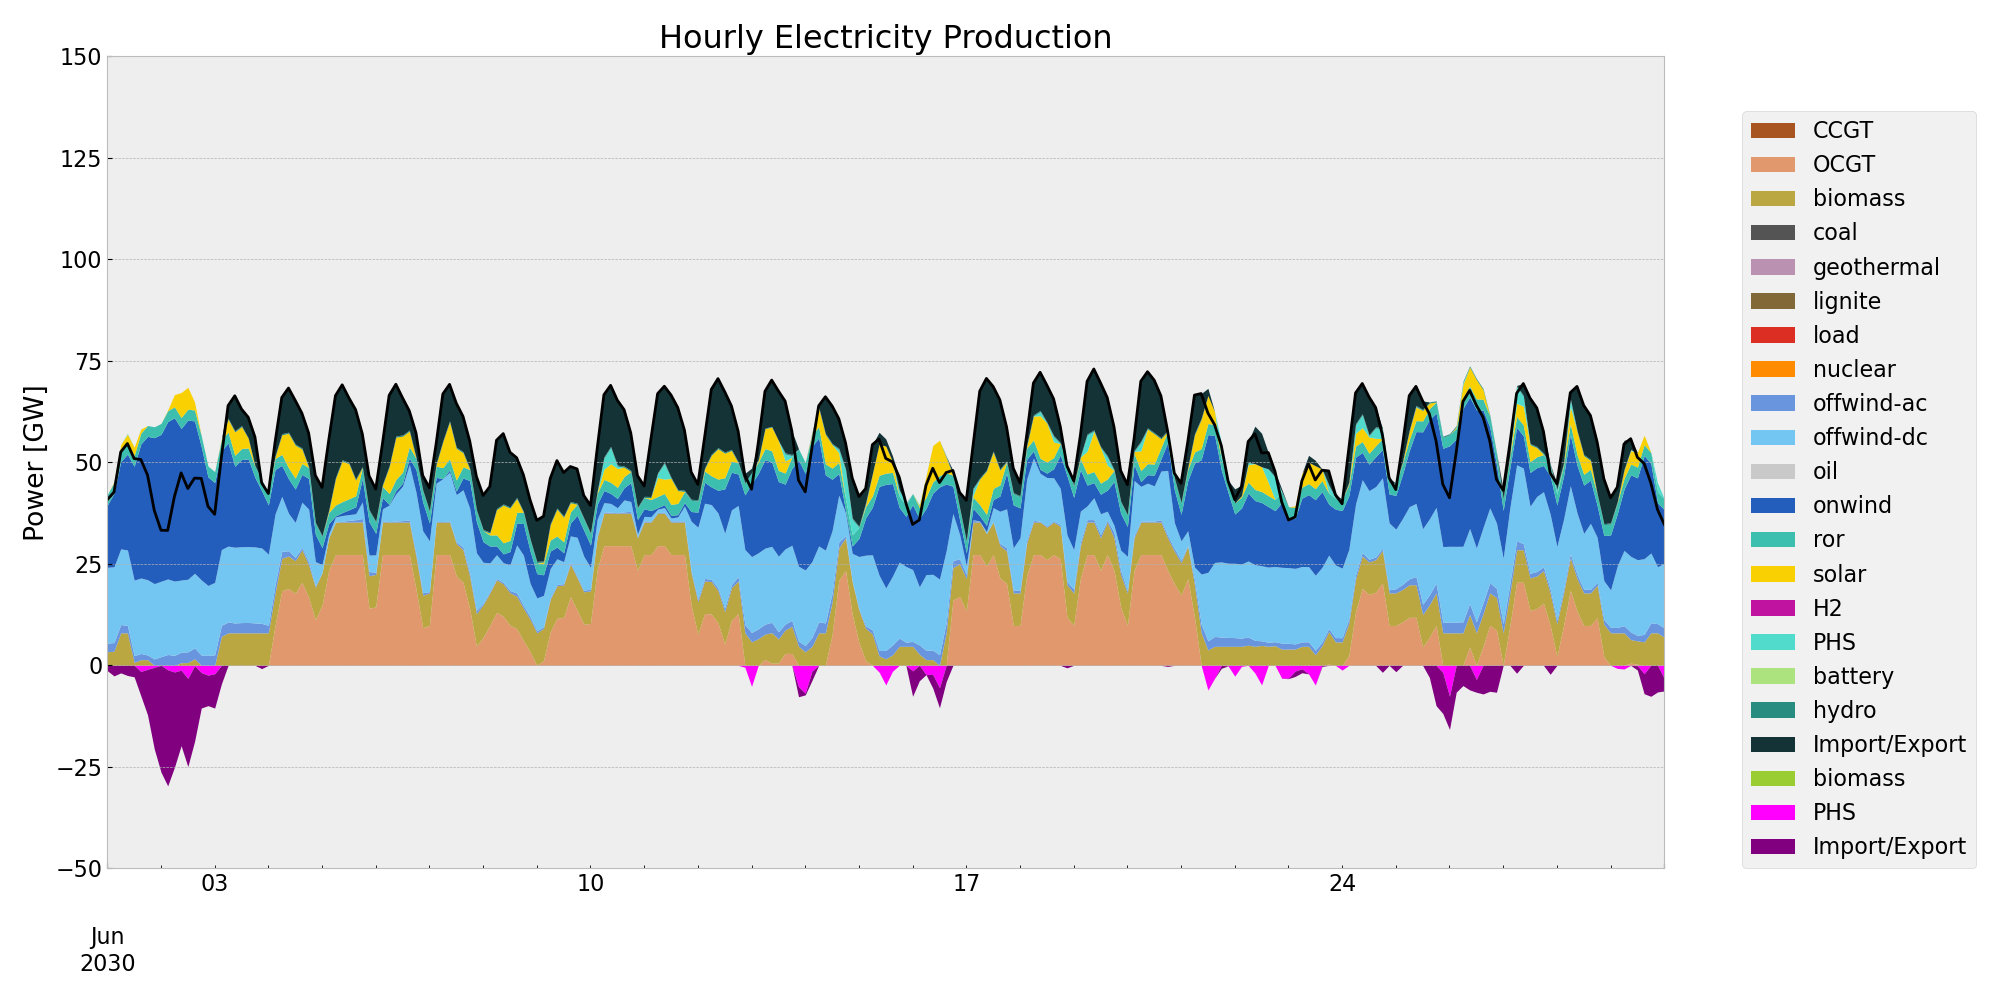 Hourly Electricity Production
150
125
100
75
50
25
0
−25
−50
Power [GW]
03
10
17
24
Jun
2030
CCGT
OCGT
biomass
coal
geothermal
lignite
load
nuclear
offwind-ac
offwind-dc
oil
onwind
ror
solar
H2
PHS
battery
hydro
Import/Export
biomass
PHS
Import/Export